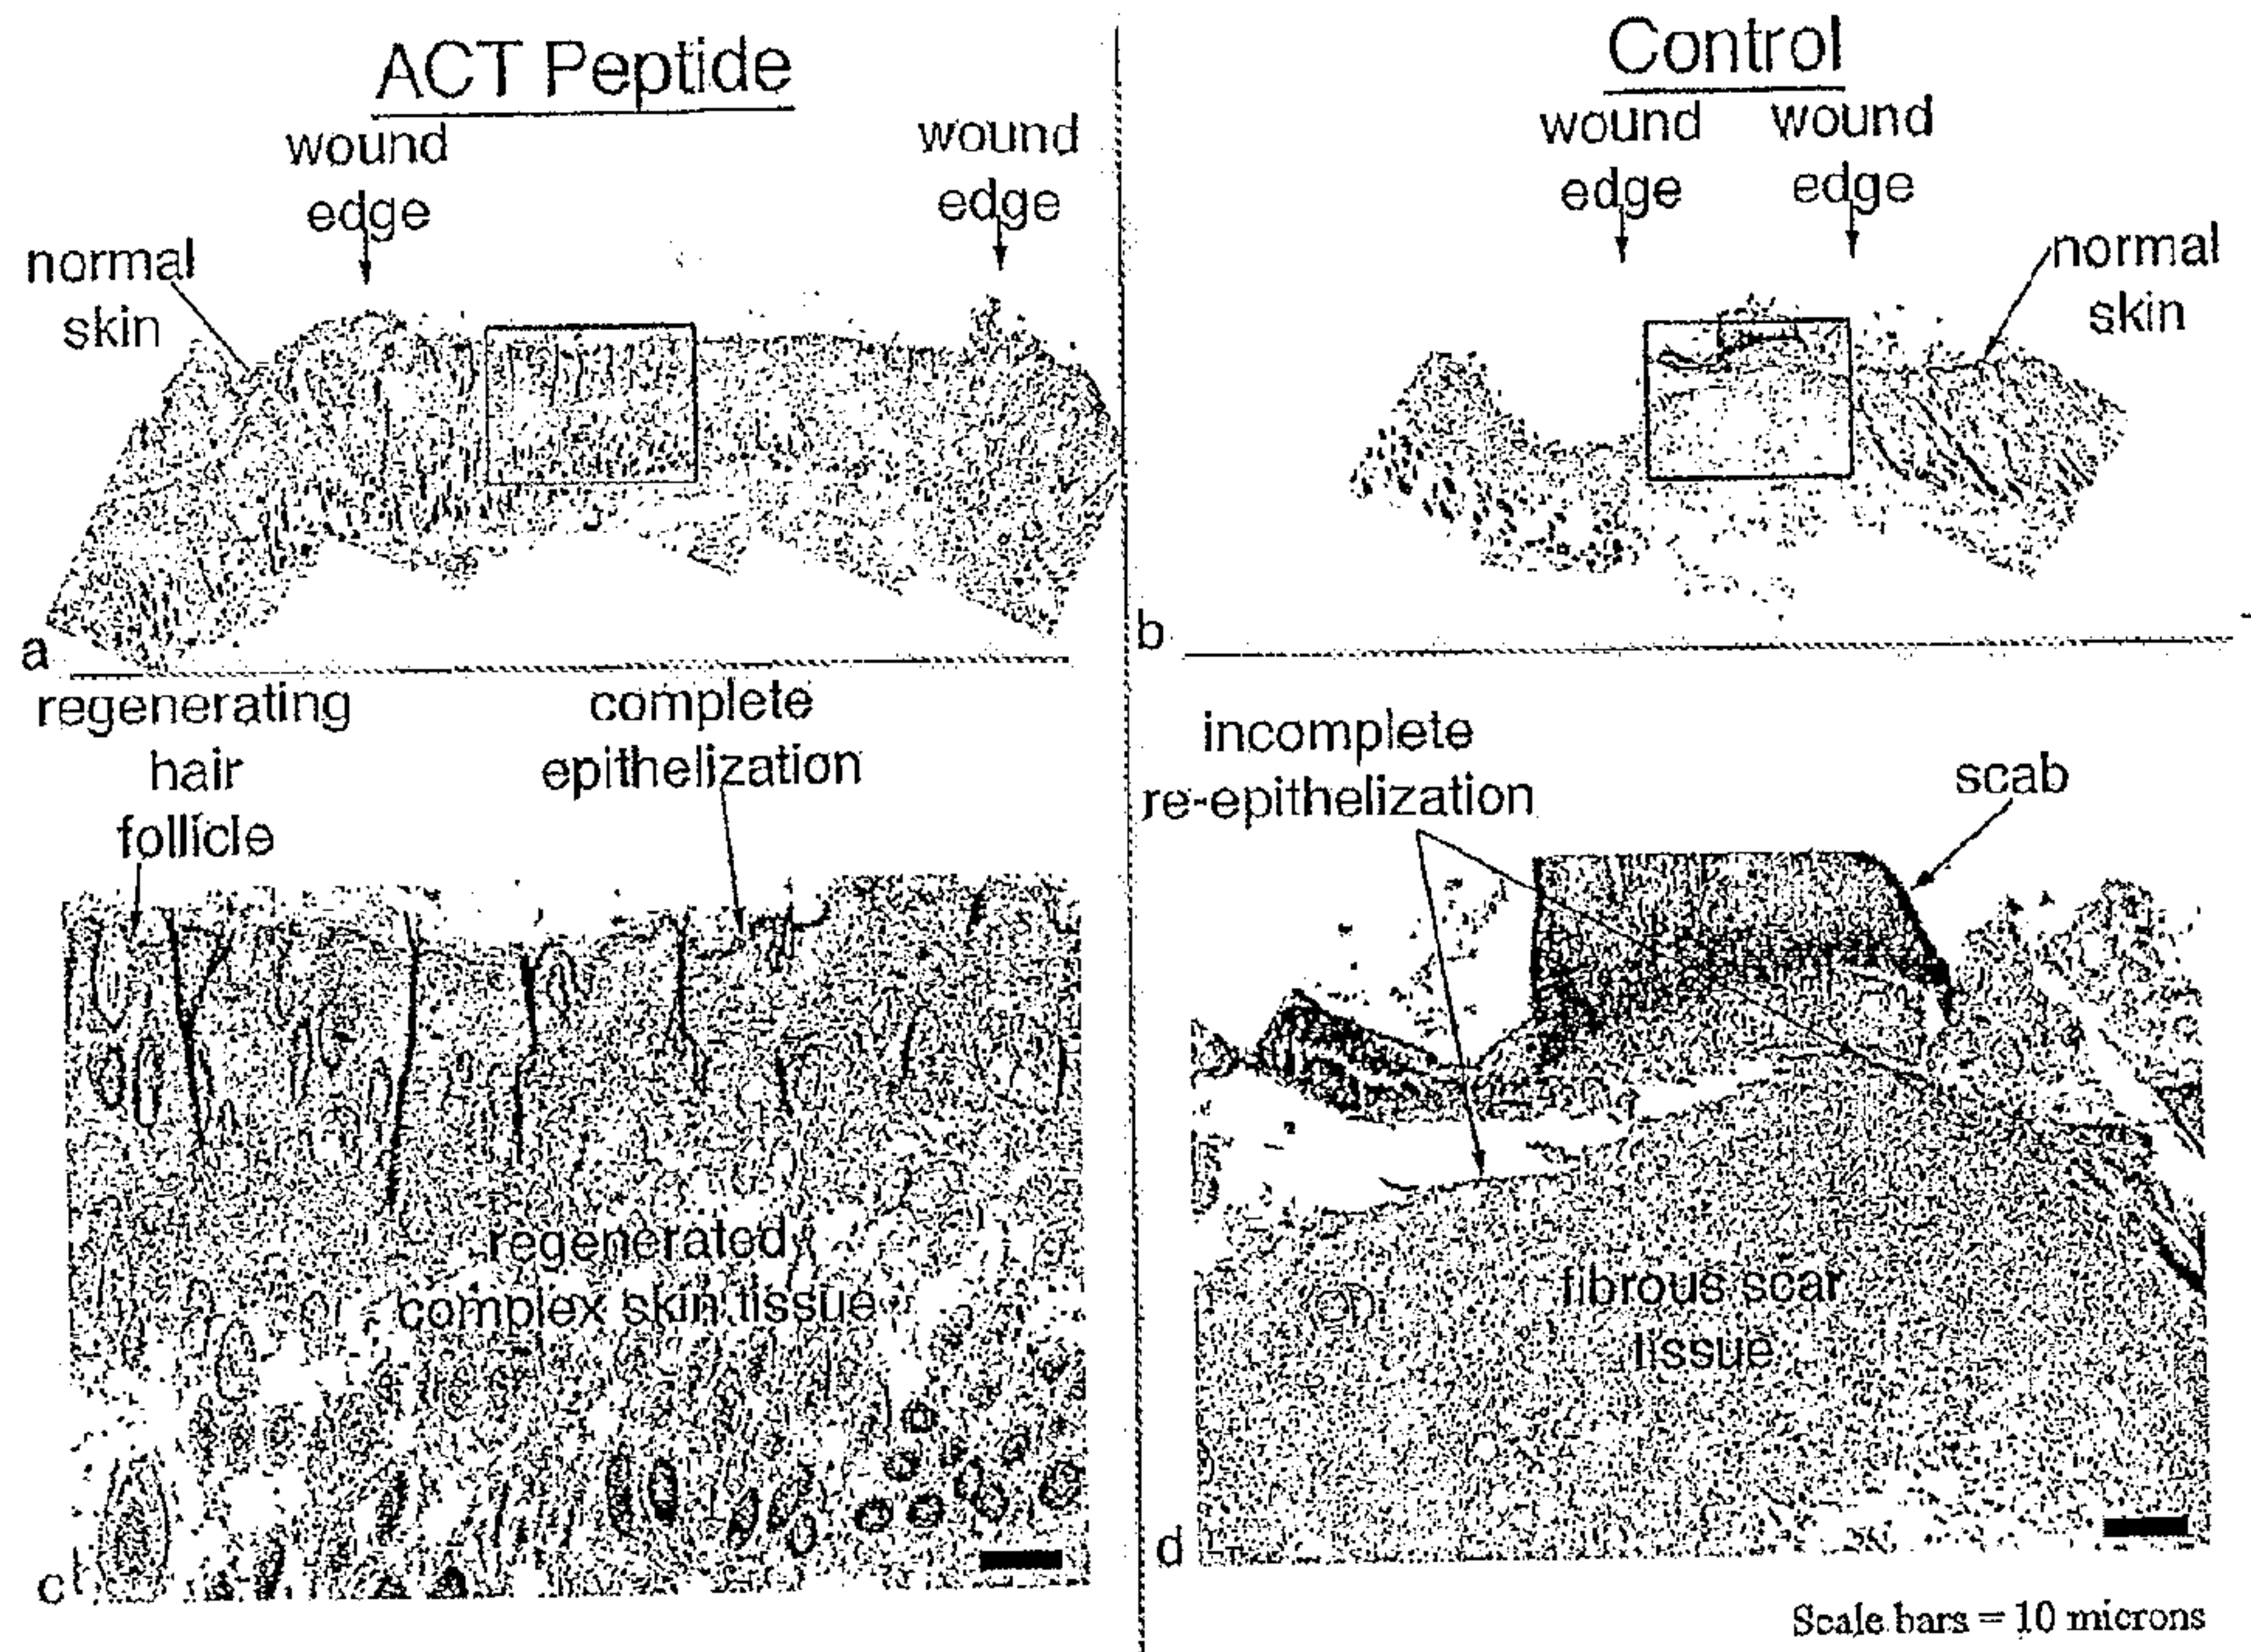 ACT Peptide
wound
edge
wound
edge
normal
skin
a
Control
wound
edge
wound
edge
normal
skin
b
regenerating
hair
follicle
complete
epithelization
regenerated
complex skin tissue
c
incomplete
re-epithelization
scab
fibrous scar
tissue
d
Scale bars = 10 microns